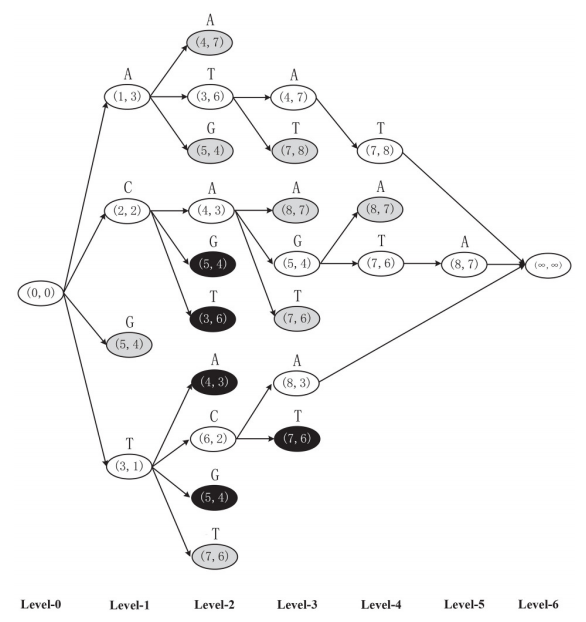 A
(4, 7)
A T A
(1, 3) (3, 6) (4, 7)
G T T
(5, 4) (7, 8) (7, 8)
C A A A
(2, 2) (4, 3) (8, 7) (8, 7)
G G T A
(5, 4) (5, 4) (7, 6) (8, 7) (∞, ∞)
(0, 0)
T T
(3, 6) (7, 6)
G
(5, 4)
A A
(4, 3) (8, 3)
C T
(6, 2) (7, 6)
T
(3, 1)
G
(5, 4)
T
(7, 6)
Level-0 Level-1 Level-2 Level-3 Level-4 Level-5 Level-6